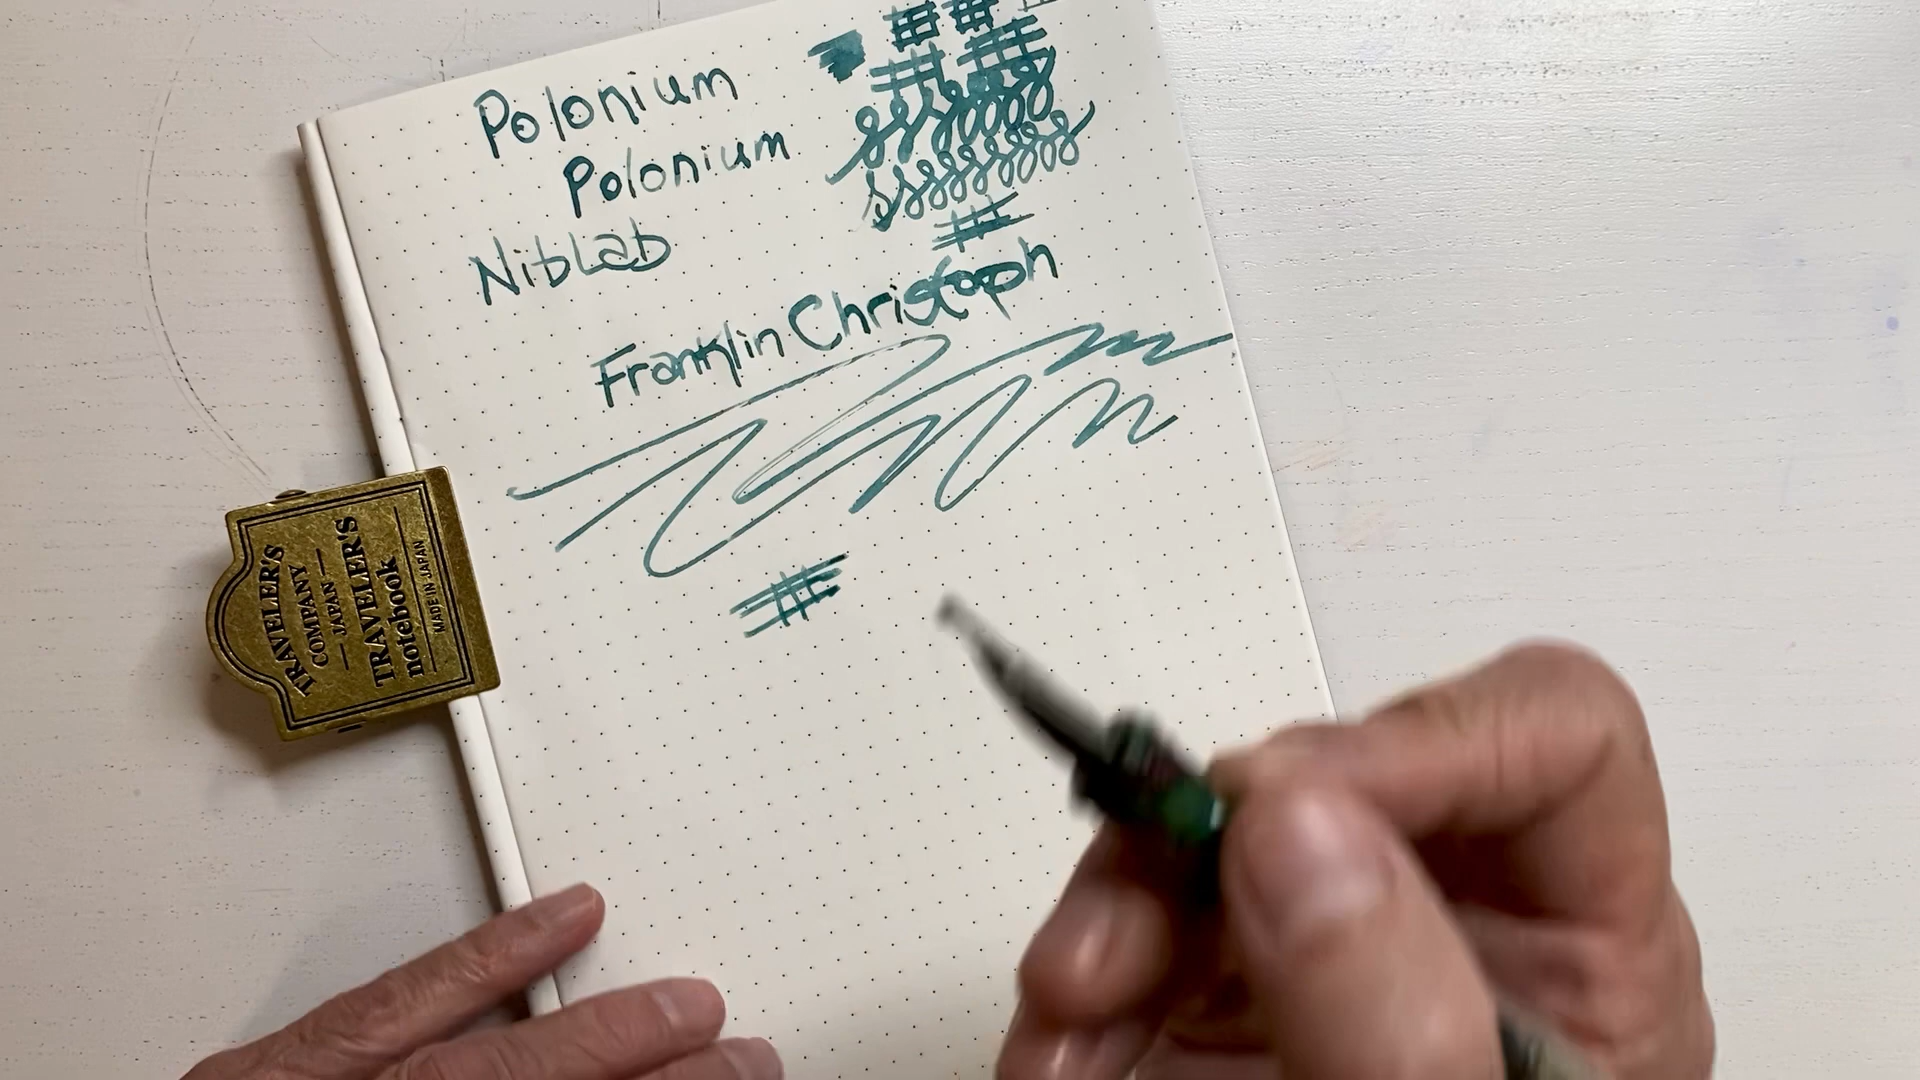 Polonium
Polonium
NibLab
Franklin Christoph
TRAVELER'S
COMPANY
JAPAN
TRAVELER'S
notebook
MADE IN JAPAN